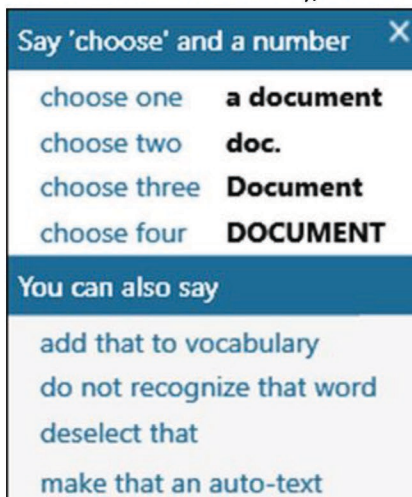 Say 'choose' and a number ×
choose one a document
choose two doc.
choose three Document
choose four DOCUMENT
You can also say
add that to vocabulary
do not recognize that word
deselect that
make that an auto-text